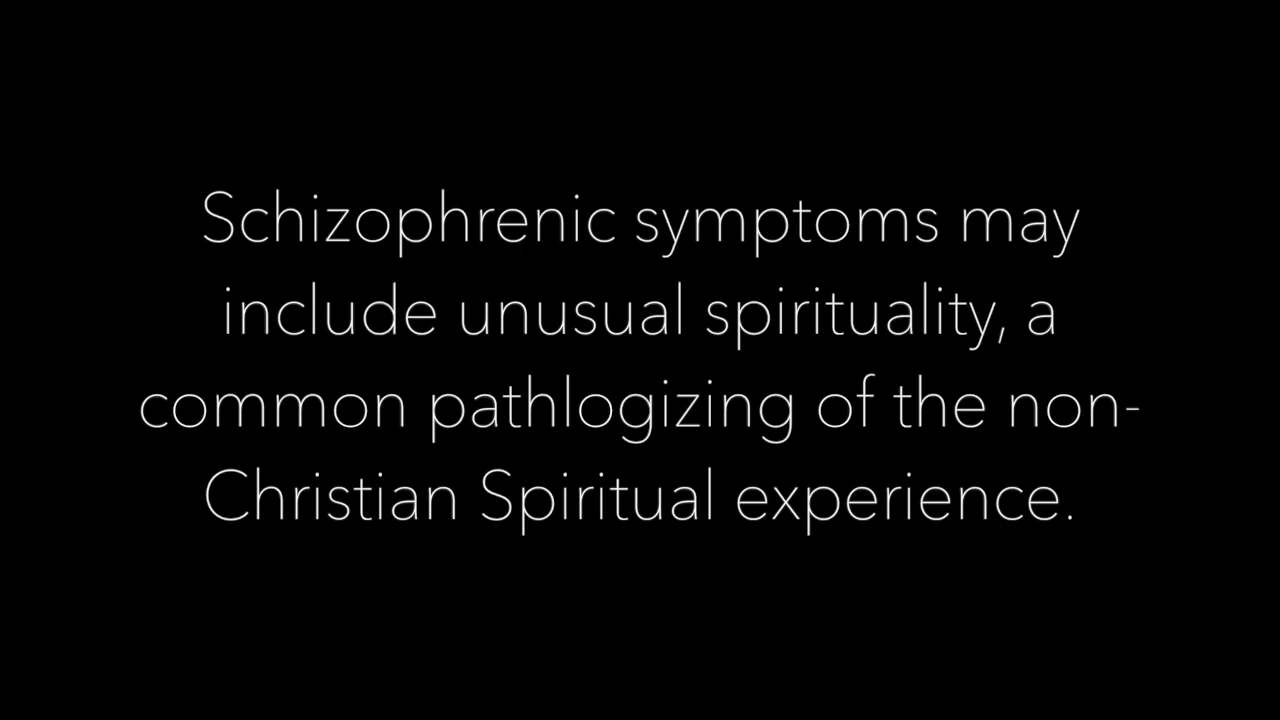 Schizophrenic symptoms may
include unusual spirituality, a
common pathlogizing of the non-
Christian Spiritual experience.